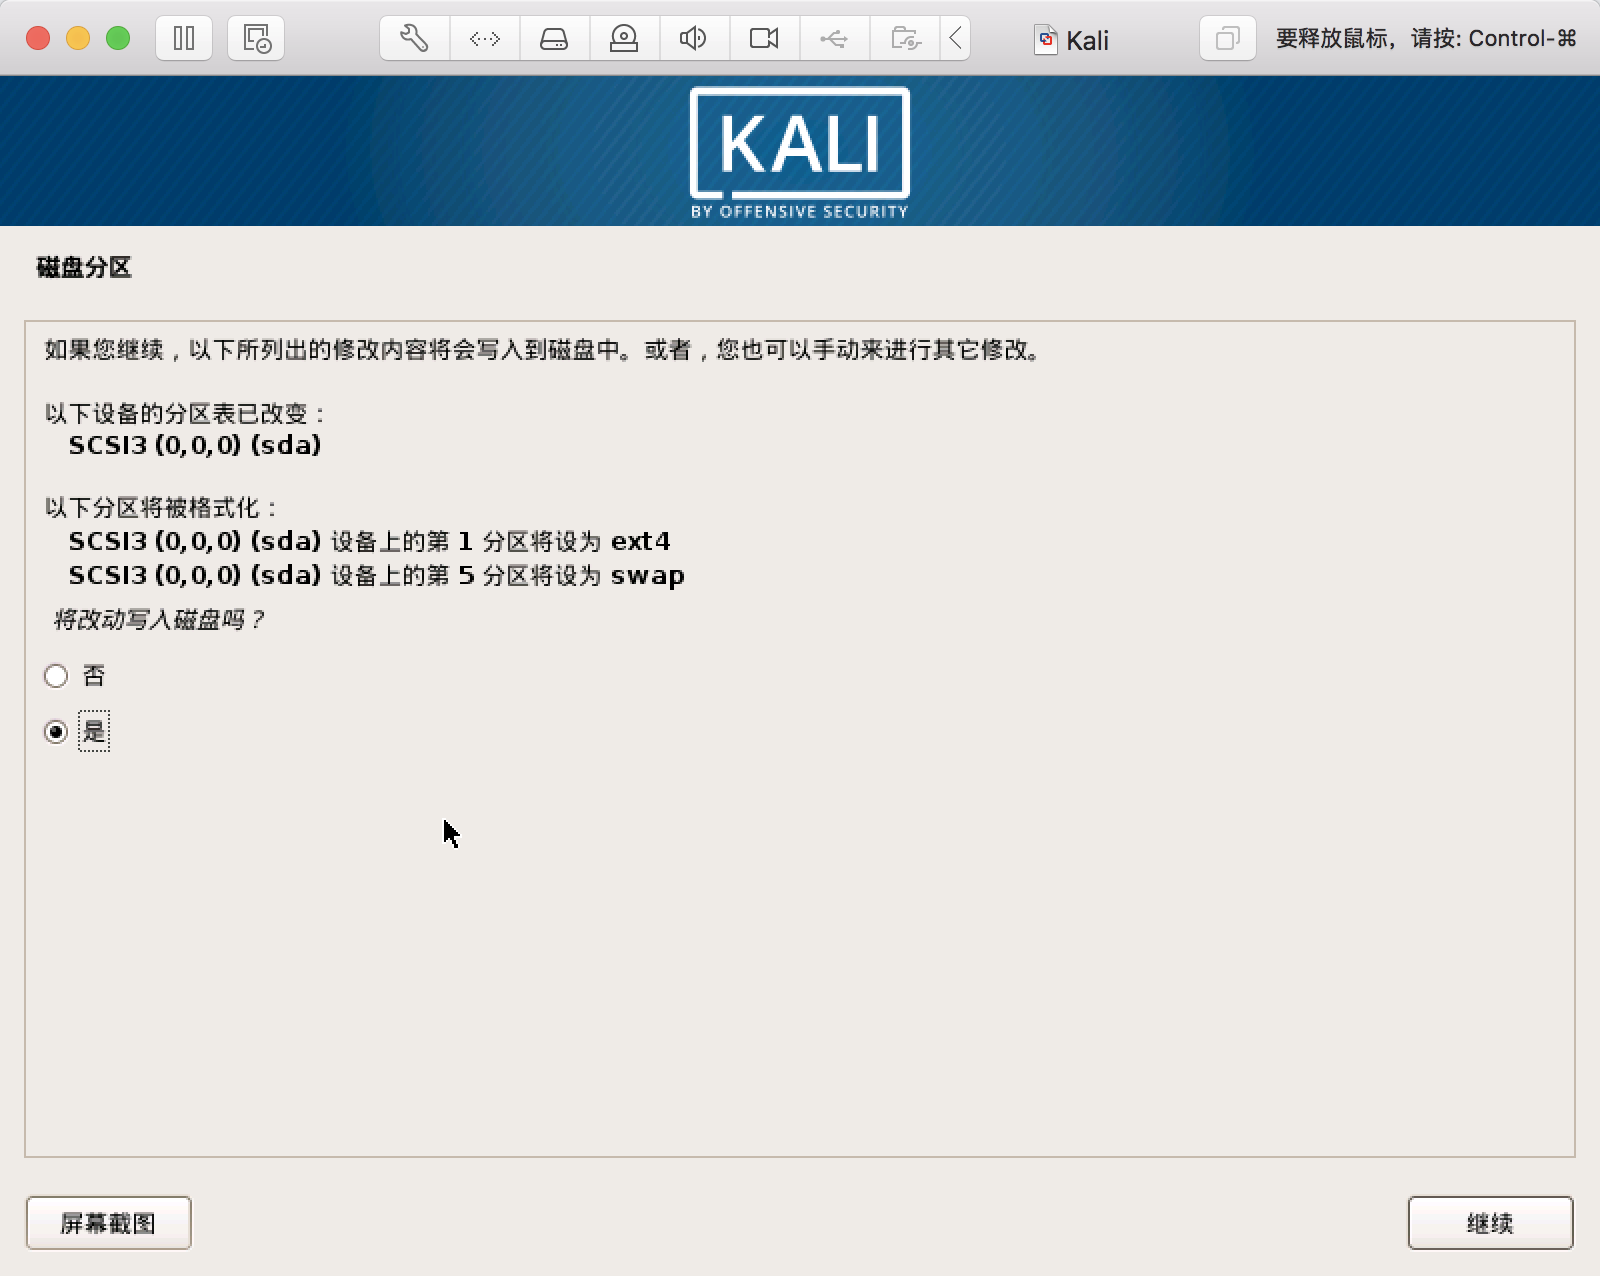 Kali
要释放鼠标，请按: Control-⌘
KALI
BY OFFENSIVE SECURITY
磁盘分区
如果您继续，以下所列出的修改内容将会写入到磁盘中。或者，您也可以手动来进行其它修改。
以下设备的分区表已改变：
SCSI3 (0,0,0) (sda)
以下分区将被格式化：
SCSI3 (0,0,0) (sda) 设备上的第 1 分区将设为 ext4
SCSI3 (0,0,0) (sda) 设备上的第 5 分区将设为 swap
将改动写入磁盘吗？
否
是
屏幕截图
继续